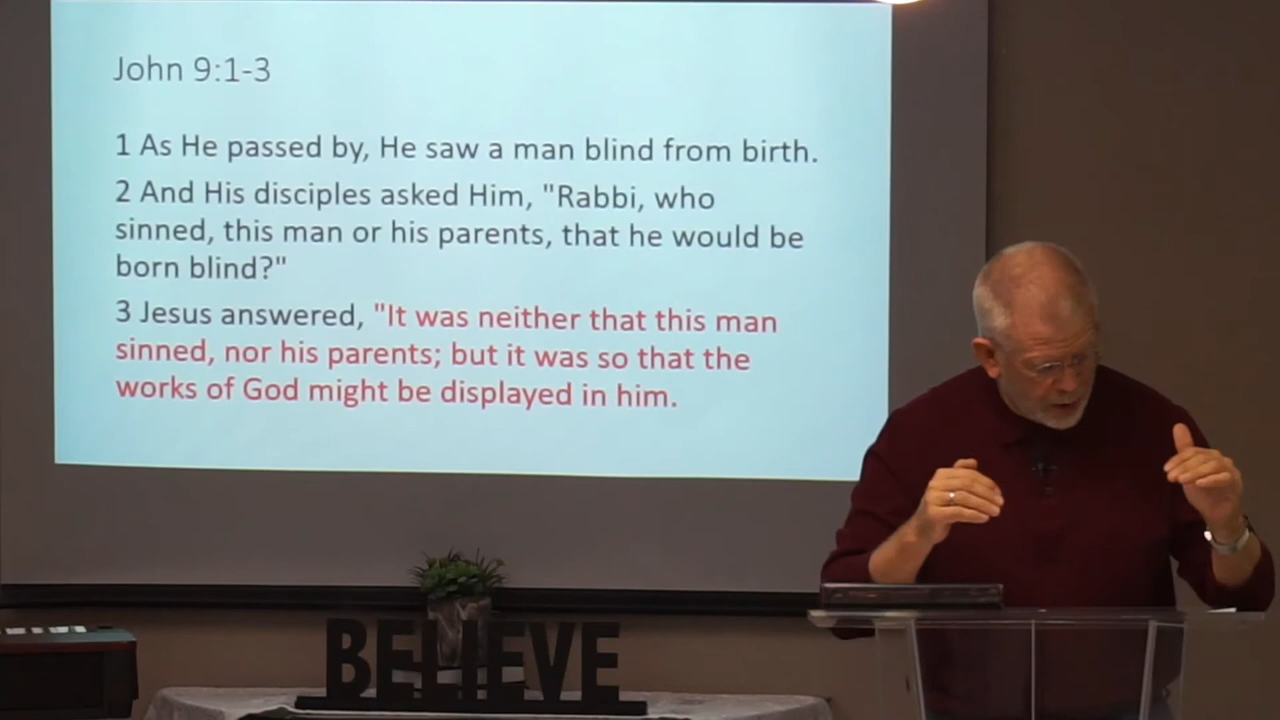 John 9:1-3
1 As He passed by, He saw a man blind from birth.
2 And His disciples asked Him, "Rabbi, who
sinned, this man or his parents, that he would be
born blind?"
3 Jesus answered, "It was neither that this man
sinned, nor his parents; but it was so that the
works of God might be displayed in him.
BELIEVE